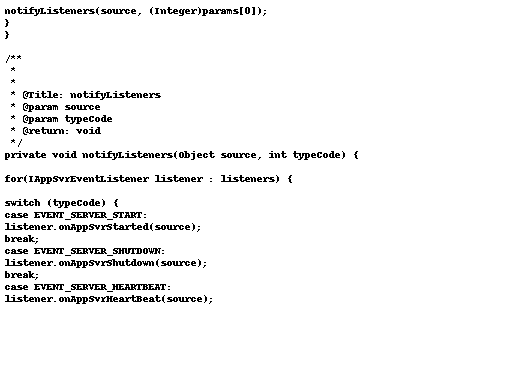 notifyListeners(source, (Integer)params[0]);
}
}
/**
*
*
* @Title: notifyListeners
* @param source
* @param typeCode
* @return: void
*/
private void notifyListeners(Object source, int typeCode) {
for(IAppSvrEventListener listener : listeners) {
switch (typeCode) {
case EVENT_SERVER_START:
listener.onAppSvrStarted(source);
break;
case EVENT_SERVER_SHUTDOWN:
listener.onAppSvrShutdown(source);
break;
case EVENT_SERVER_HEARTBEAT:
listener.onAppSvrHeartBeat(source);